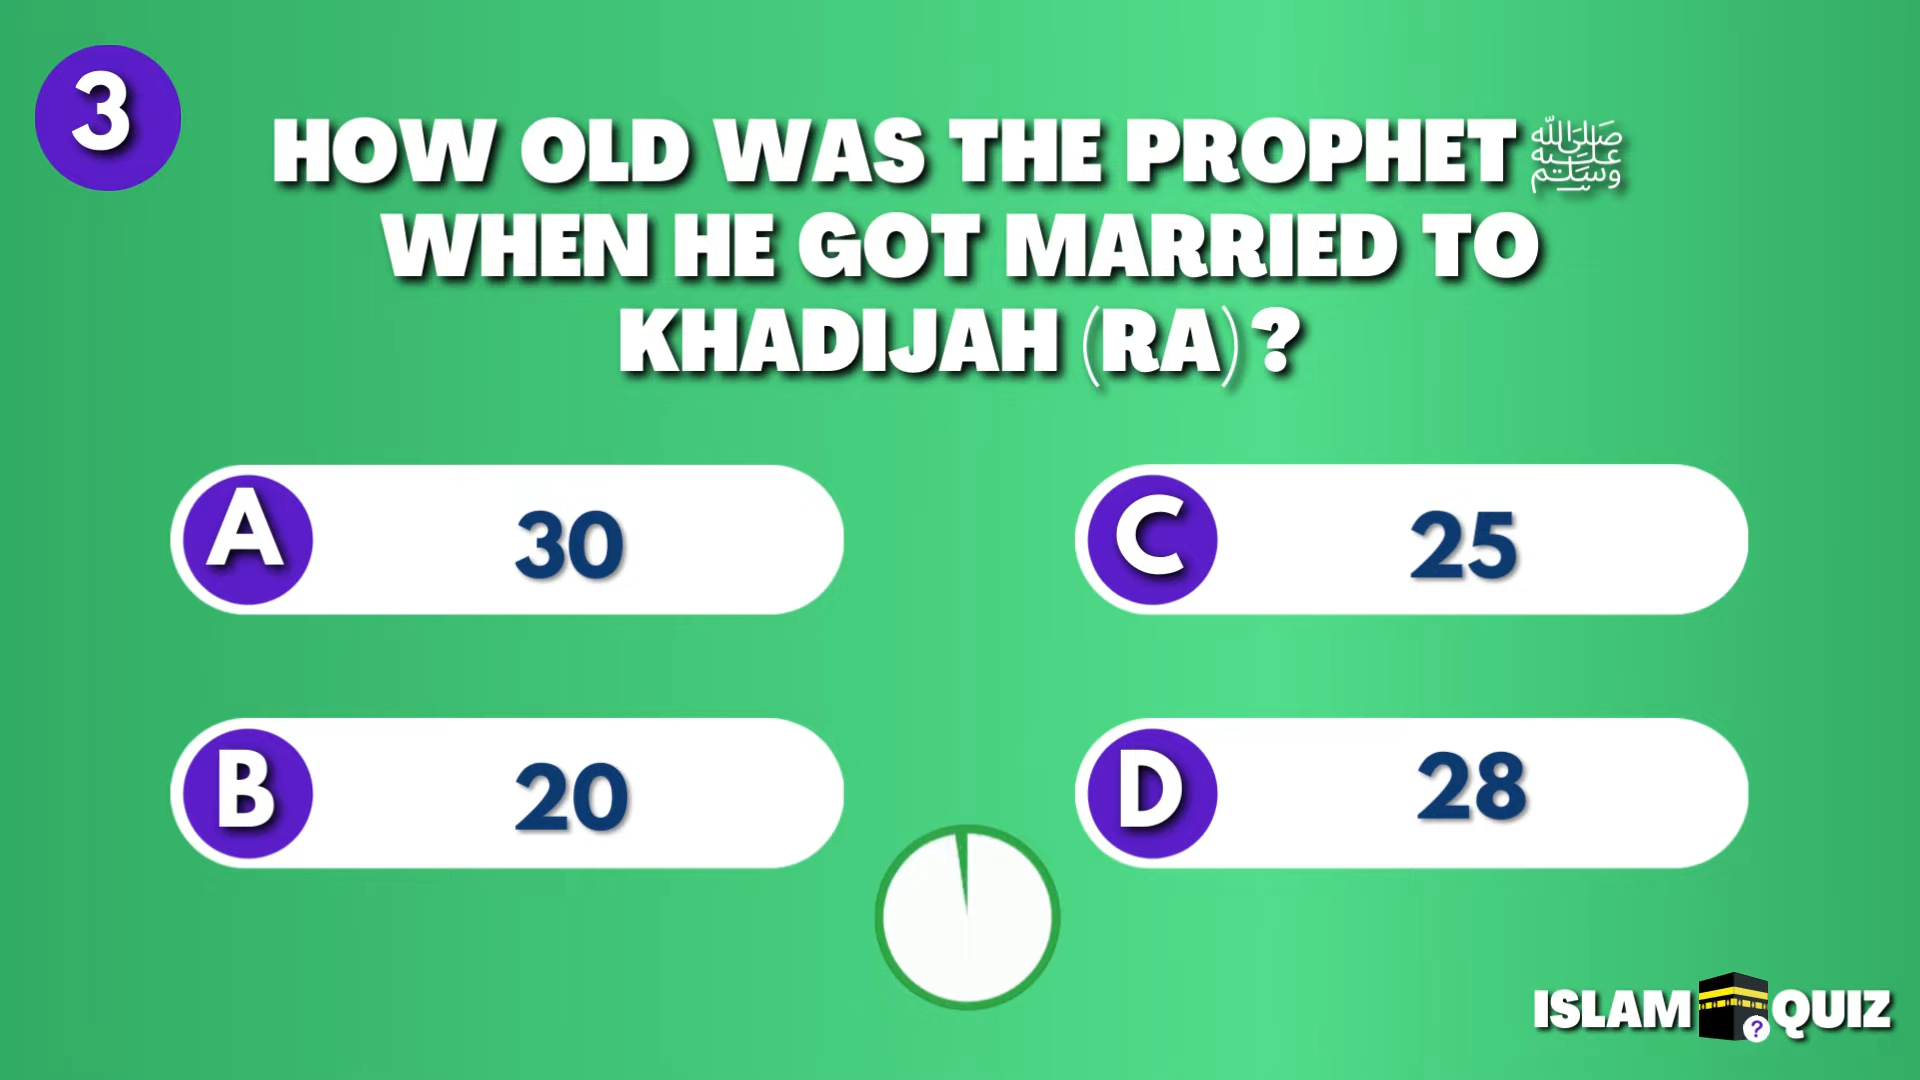 3
HOW OLD WAS THE PROPHET ﷺ
WHEN HE GOT MARRIED TO
KHADIJAH (RA)?
A 30
C 25
B 20
D 28
ISLAM ? QUIZ